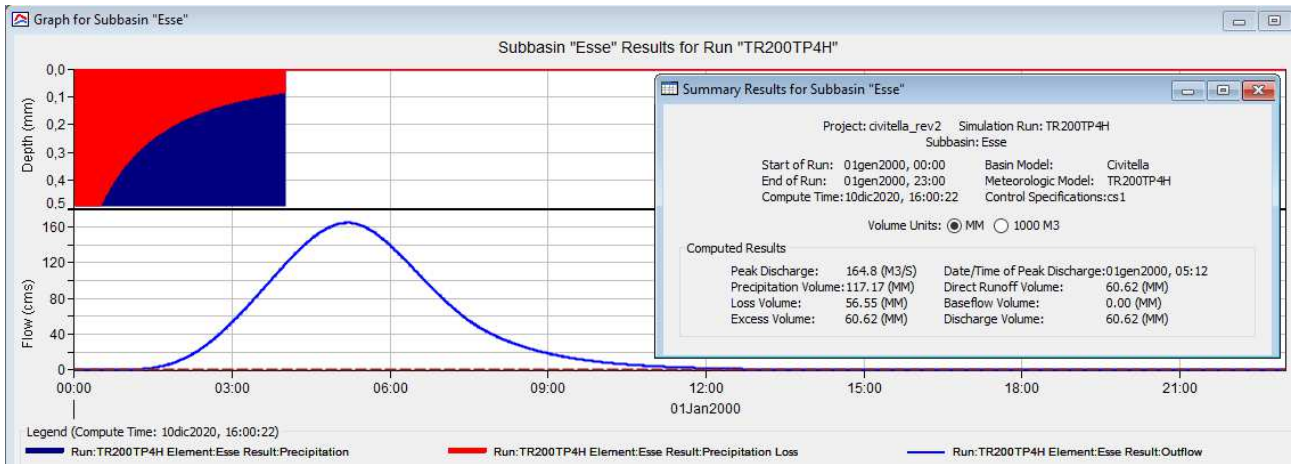 Graph for Subbasin "Esse"
Subbasin "Esse" Results for Run "TR200TP4H"
Depth (mm)
0,0
0,1
0,2
0,3
0,4
0,5
Flow (cms)
160
120
80
40
0
00:00 03:00 06:00 09:00 12:00 15:00 18:00 21:00
01Jan2000
Summary Results for Subbasin "Esse"
Project: civitella_rev2 Simulation Run: TR200TP4H
Subbasin: Esse
Start of Run: 01gen2000, 00:00 Basin Model: Civitella
End of Run: 01gen2000, 23:00 Meteorologic Model: TR200TP4H
Compute Time:10dic2020, 16:00:22 Control Specifications:cs1
Volume Units: MM 1000 M3
Computed Results
Peak Discharge: 164.8 (M3/S) Date/Time of Peak Discharge:01gen2000, 05:12
Precipitation Volume:117.17 (MM) Direct Runoff Volume: 60.62 (MM)
Loss Volume: 56.55 (MM) Baseflow Volume: 0.00 (MM)
Excess Volume: 60.62 (MM) Discharge Volume: 60.62 (MM)
Legend (Compute Time: 10dic2020, 16:00:22)
Run:TR200TP4H Element:Esse Result:Precipitation Run:TR200TP4H Element:Esse Result:Precipitation Loss Run:TR200TP4H Element:Esse Result:Outflow